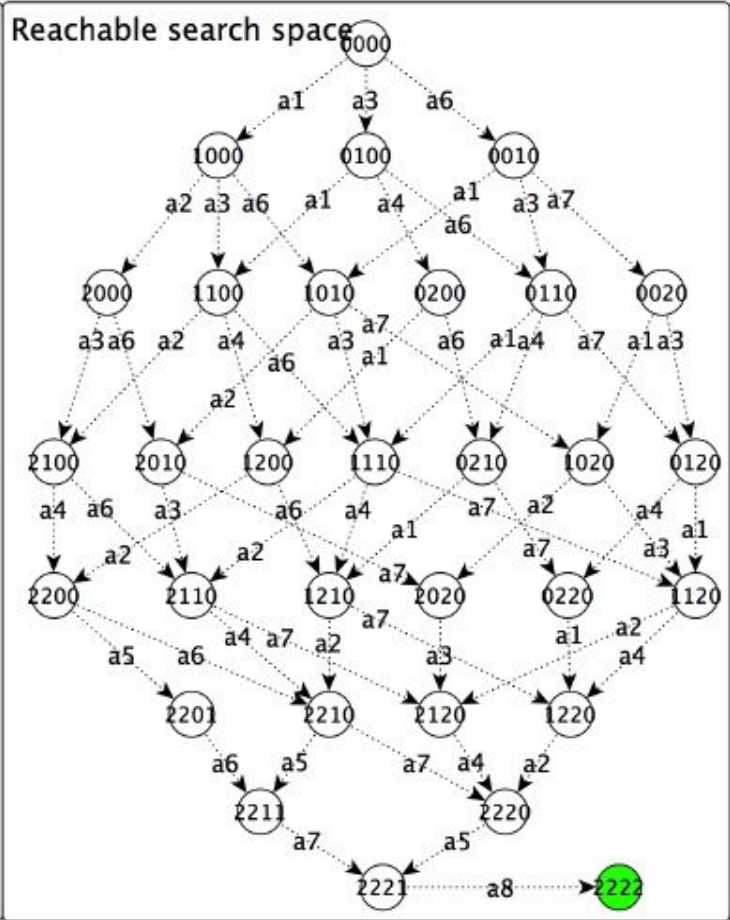 Reachable search space
0000
a1 a3 a6
1000 0100 0010
a2 a3 a6 a1 a4 a6 a1 a3 a7
2000 1100 1010 0200 0110 0020
a3 a6 a2 a4 a6 a2 a3 a7 a1 a6 a1 a4 a7 a1 a3
2100 2010 1200 1110 0210 1020 0120
a4 a6 a3 a2 a6 a2 a4 a7 a1 a7 a7 a2 a3 a4 a1
2200 2110 1210 2020 0220 1120
a5 a6 a4 a7 a2 a7 a3 a1 a2 a4
2201 2210 2120 1220
a6 a5 a7 a4 a2
2211 2220
a7 a5
2221 a8 2222